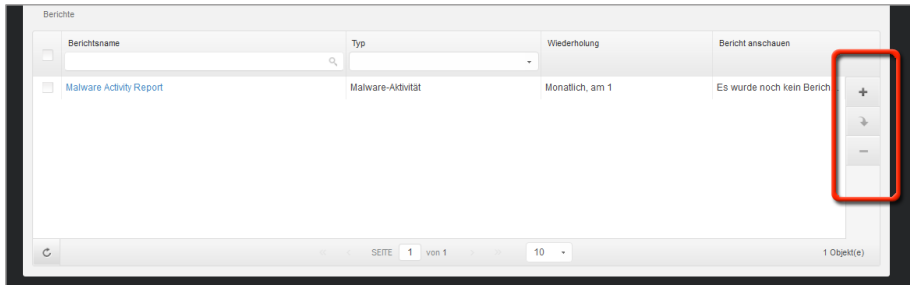 Berichte
Berichtsname Typ Wiederholung Bericht anschauen
Malware Activity Report Malware-Aktivität Monatlich, am 1 Es wurde noch kein Berich...
SEITE 1 von 1 10 1 Objekt(e)